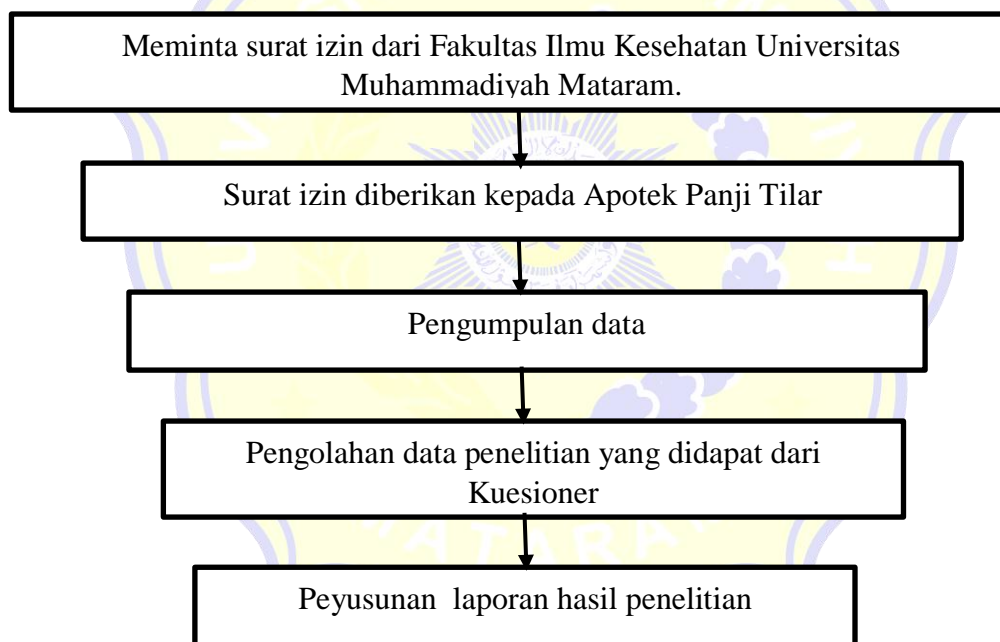 Meminta surat izin dari Fakultas Ilmu Kesehatan Universitas
Muhammadiyah Mataram.
Surat izin diberikan kepada Apotek Panji Tilar
Pengumpulan data
Pengolahan data penelitian yang didapat dari
Kuesioner
Peyusunan laporan hasil penelitian
MATARAM